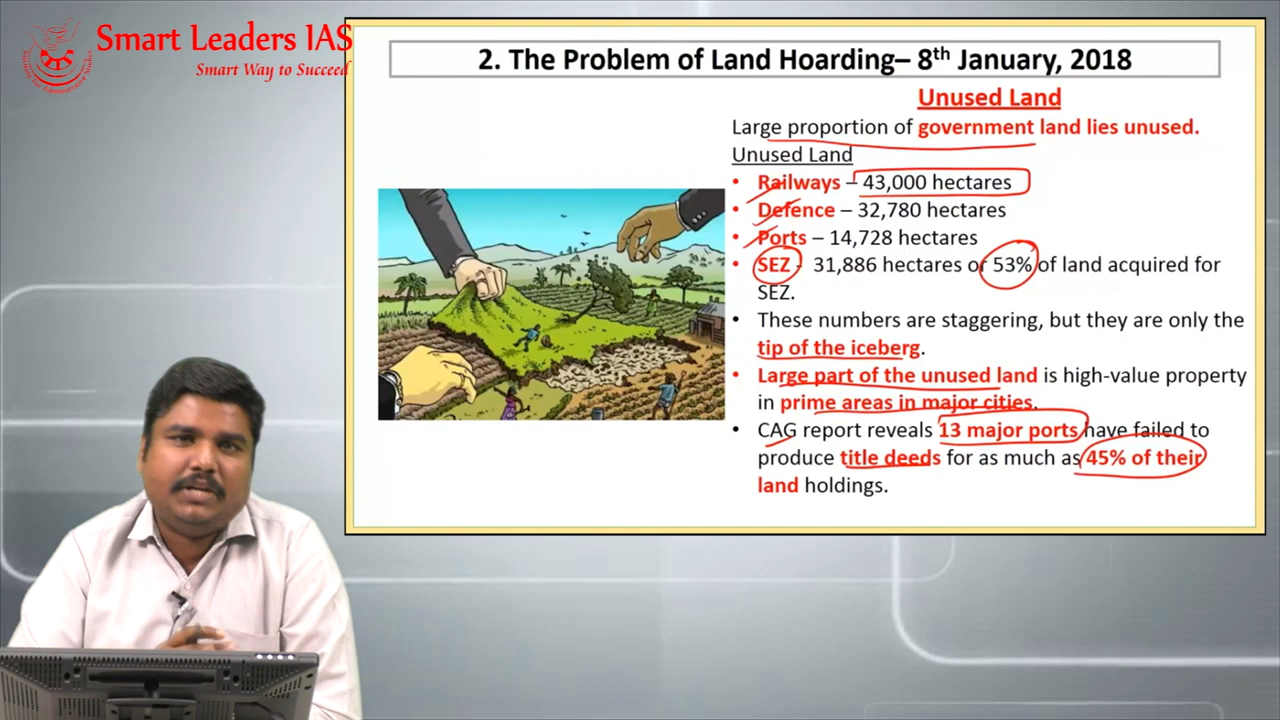 Smart Leaders IAS
Smart Way to Succeed
2. The Problem of Land Hoarding– 8th January, 2018
Unused Land
Large proportion of government land lies unused.
Unused Land
• Railways – 43,000 hectares
• Defence – 32,780 hectares
• Ports – 14,728 hectares
• SEZ - 31,886 hectares or 53% of land acquired for
SEZ.
• These numbers are staggering, but they are only the
tip of the iceberg.
• Large part of the unused land is high-value property
in prime areas in major cities.
• CAG report reveals 13 major ports have failed to
produce title deeds for as much as 45% of their
land holdings.